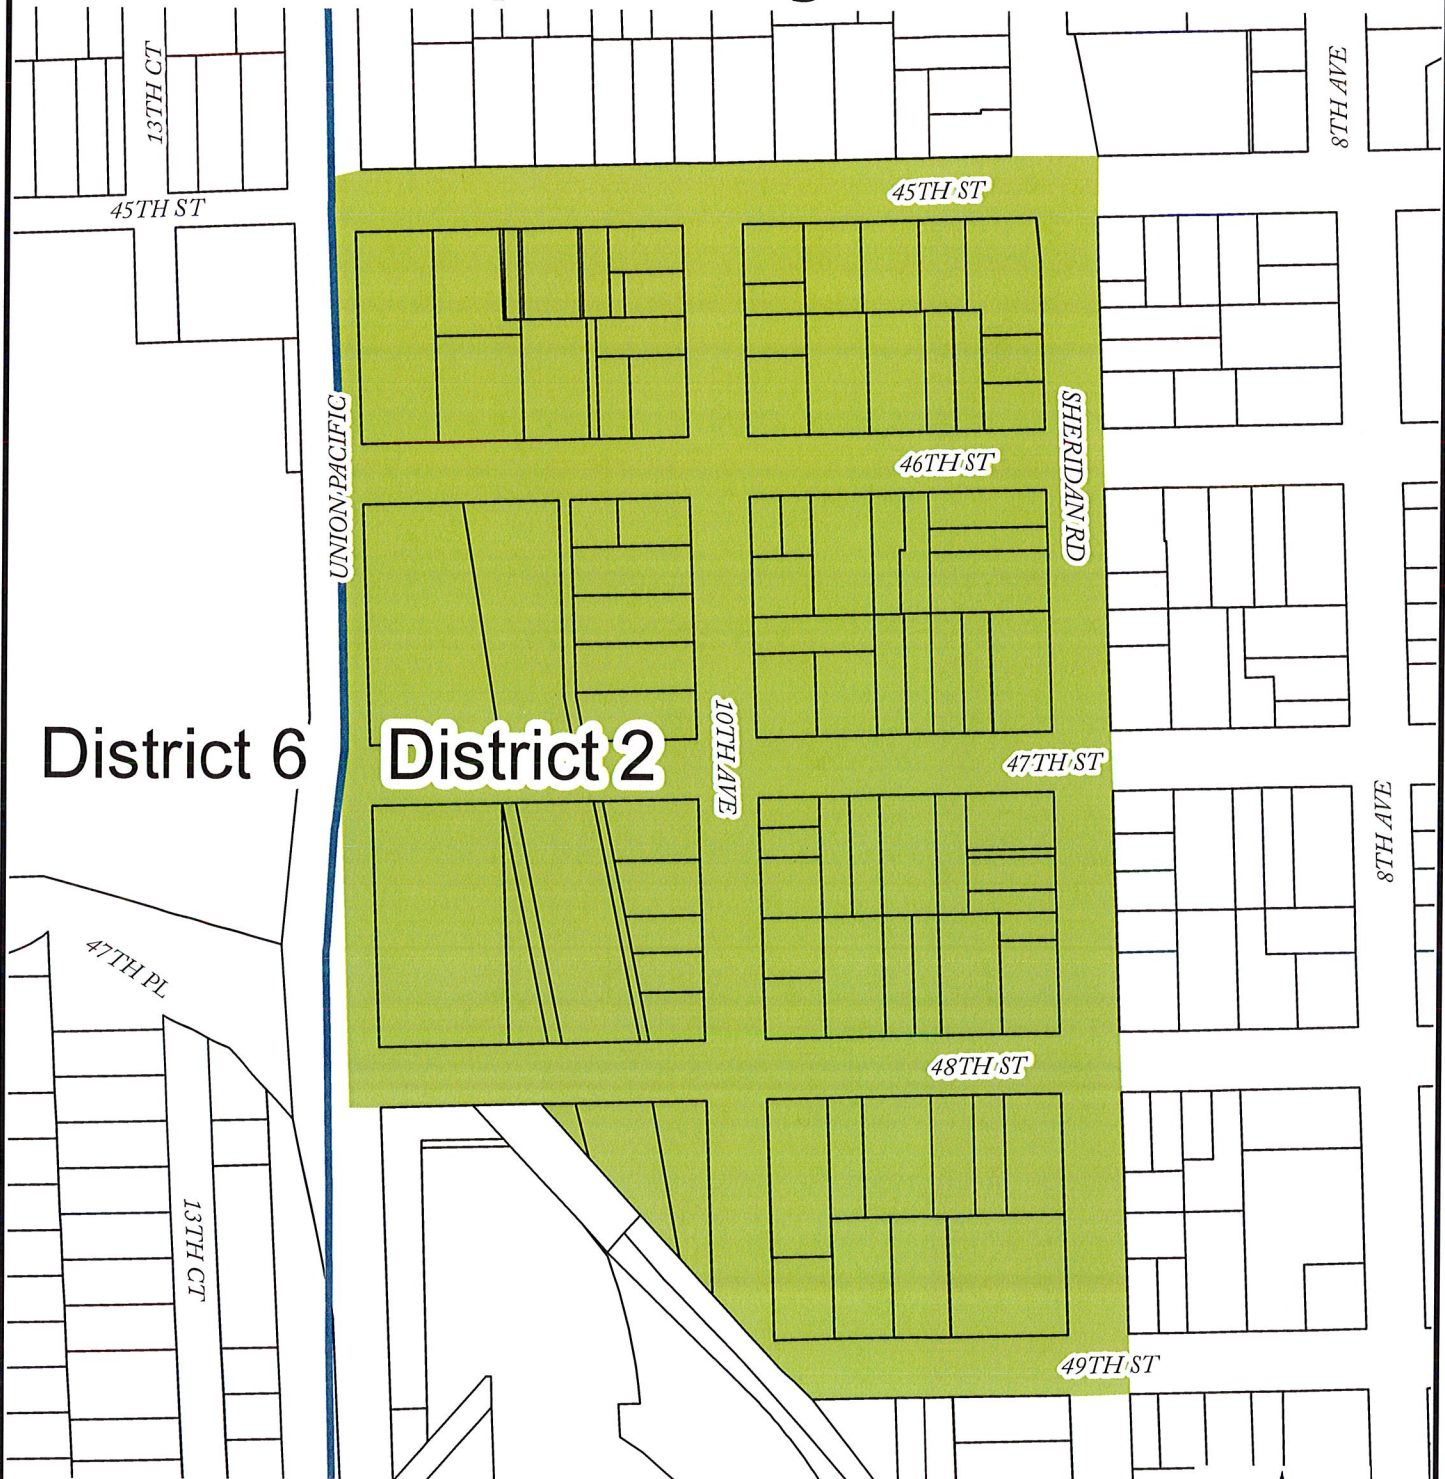 13TH CT
8TH AVE
45TH ST
45TH ST
UNION PACIFIC
46TH ST
SHERIDAN RD
District 6
District 2
10TH AVE
47TH ST
8TH AVE
47TH PL
48TH ST
13TH CT
49TH ST